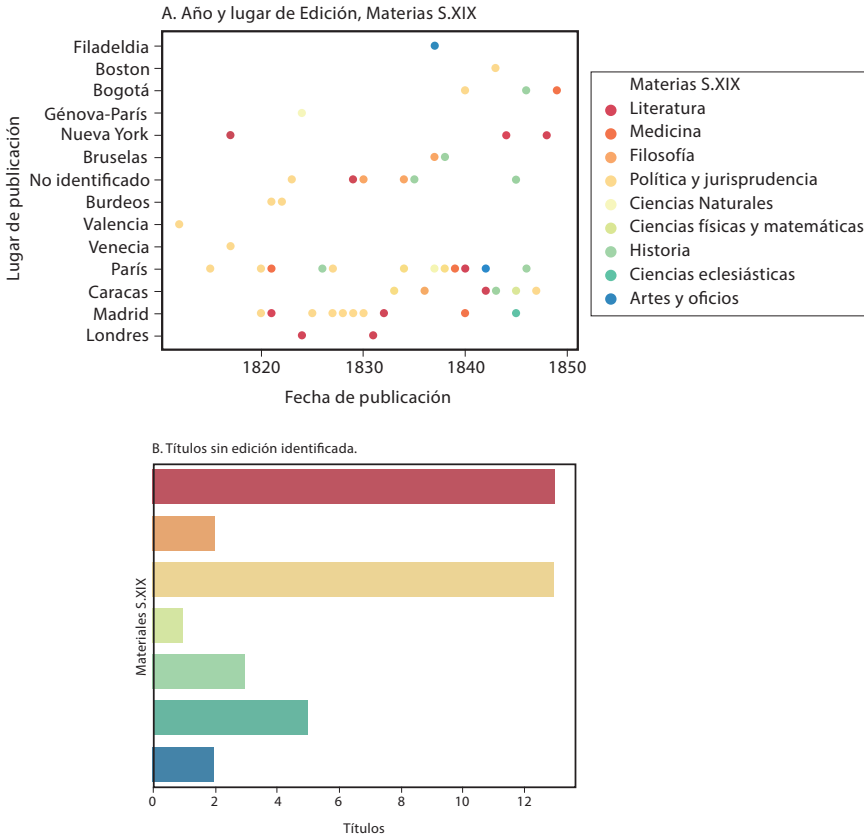 A. Año y lugar de Edición, Materias S.XIX
Lugar de publicación
Filadeldia
Boston
Bogotá
Génova-París
Nueva York
Bruselas
No identificado
Burdeos
Valencia
Venecia
París
Caracas
Madrid
Londres
1820 1830 1840 1850
Fecha de publicación
Materias S.XIX
Literatura
Medicina
Filosofía
Política y jurisprudencia
Ciencias Naturales
Ciencias físicas y matemáticas
Historia
Ciencias eclesiásticas
Artes y oficios
B. Títulos sin edición identificada.
Materiales S.XIX
0 2 4 6 8 10 12
Títulos